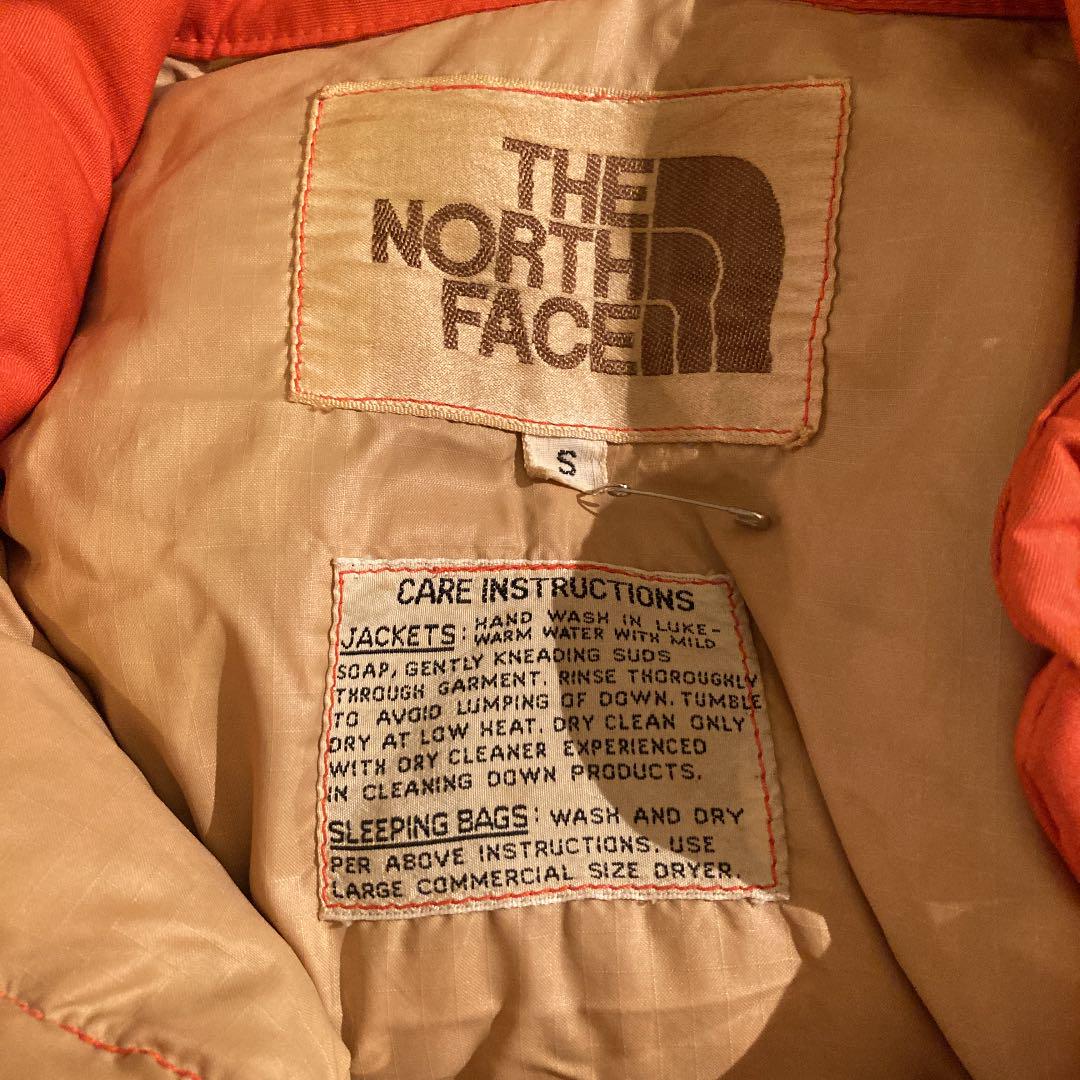 THE
NORTH
FACE
S
CARE INSTRUCTIONS
JACKETS: HAND WASH IN LUKE-
WARM WATER WITH MILD
SOAP, GENTLY KNEADING SUDS
THROUGH GARMENT. RINSE THOROUGHLY
TO AVOID LUMPING OF DOWN. TUMBLE
DRY AT LOW HEAT. DRY CLEAN ONLY
WITH DRY CLEANER EXPERIENCED
IN CLEANING DOWN PRODUCTS.
SLEEPING BAGS: WASH AND DRY
PER ABOVE INSTRUCTIONS. USE
LARGE COMMERCIAL SIZE DRYER.